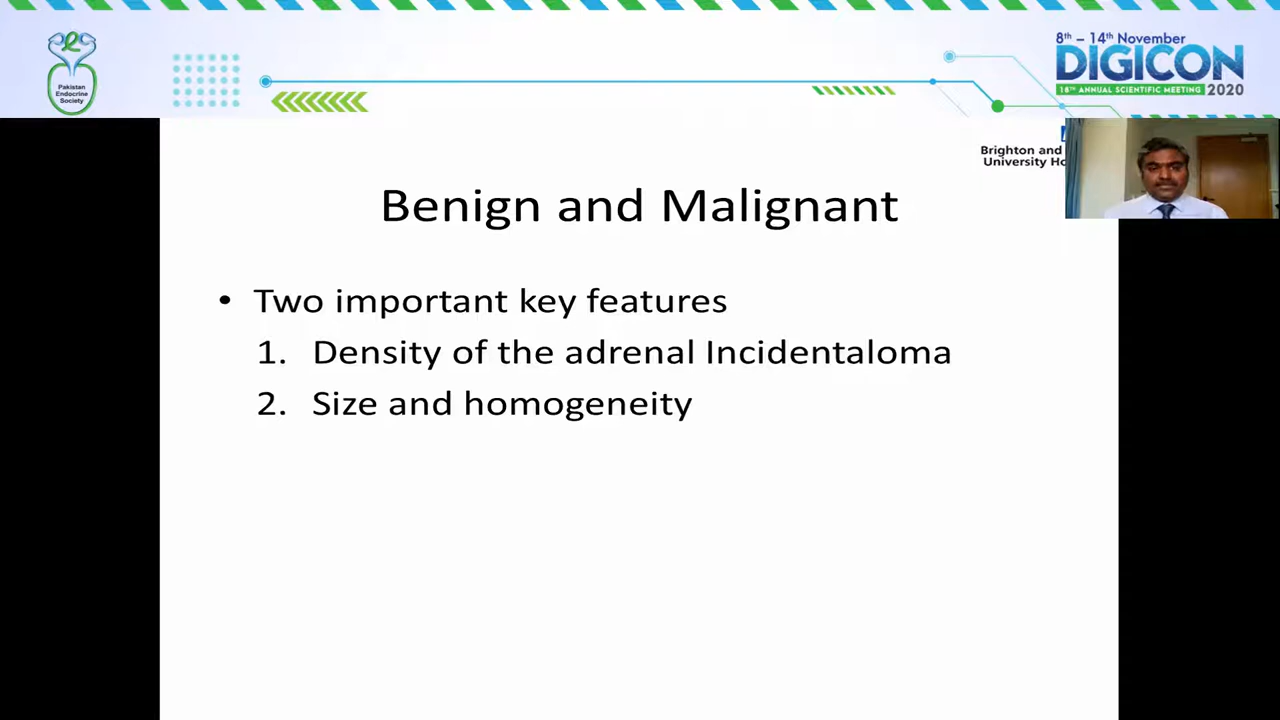 Pakistan
Endocrine
Society
8th – 14th November
DIGICON
18TH ANNUAL SCIENTIFIC MEETING 2020
Brighton and
University
Benign and Malignant
• Two important key features
1. Density of the adrenal Incidentaloma
2. Size and homogeneity